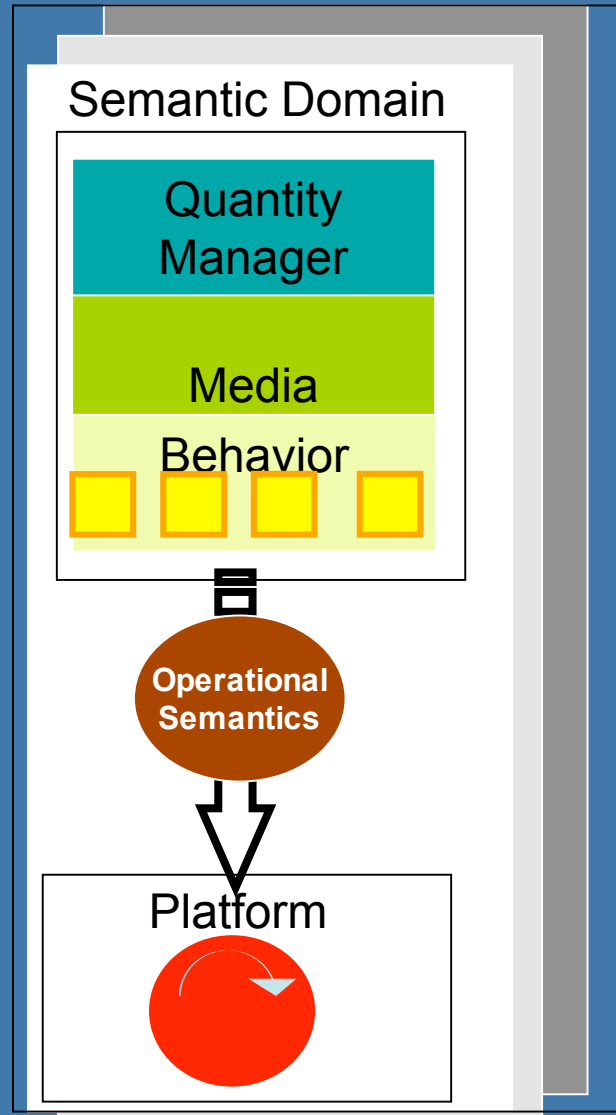 Semantic Domain
Quantity
Manager
Media
Behavior
Operational
Semantics
Platform